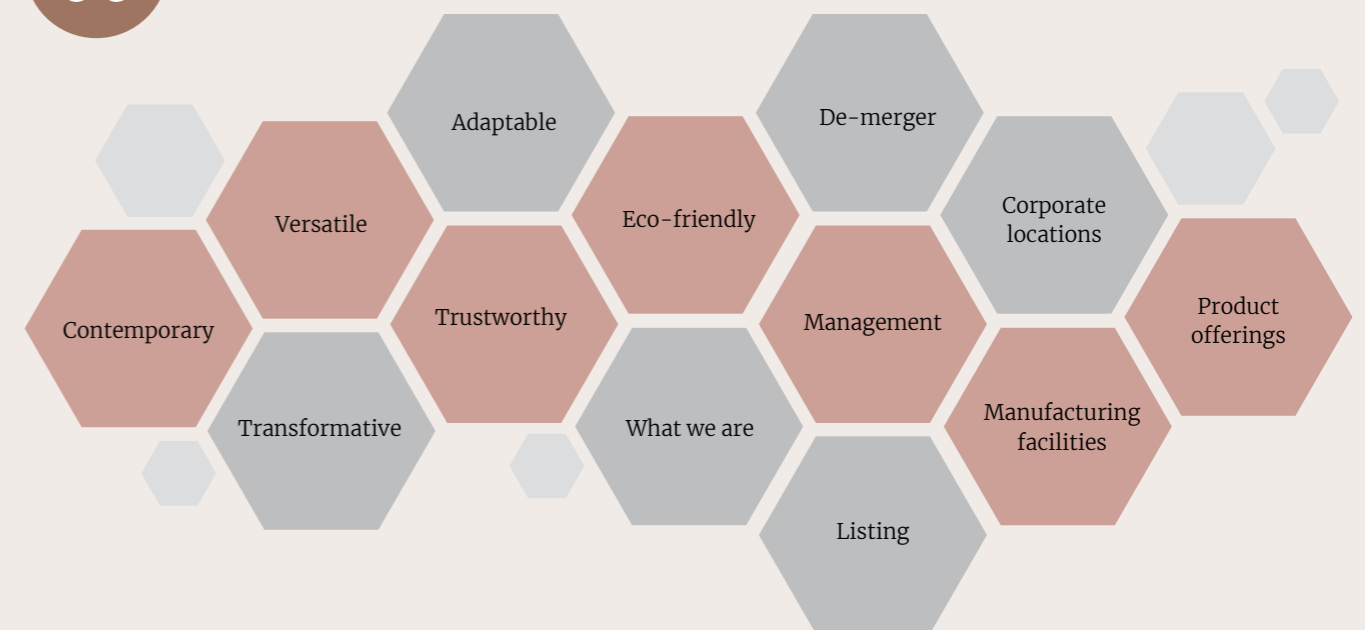 Adaptable
De-merger
Versatile
Eco-friendly
Corporate
locations
Contemporary
Trustworthy
Management
Product
offerings
Transformative
What we are
Manufacturing
facilities
Listing